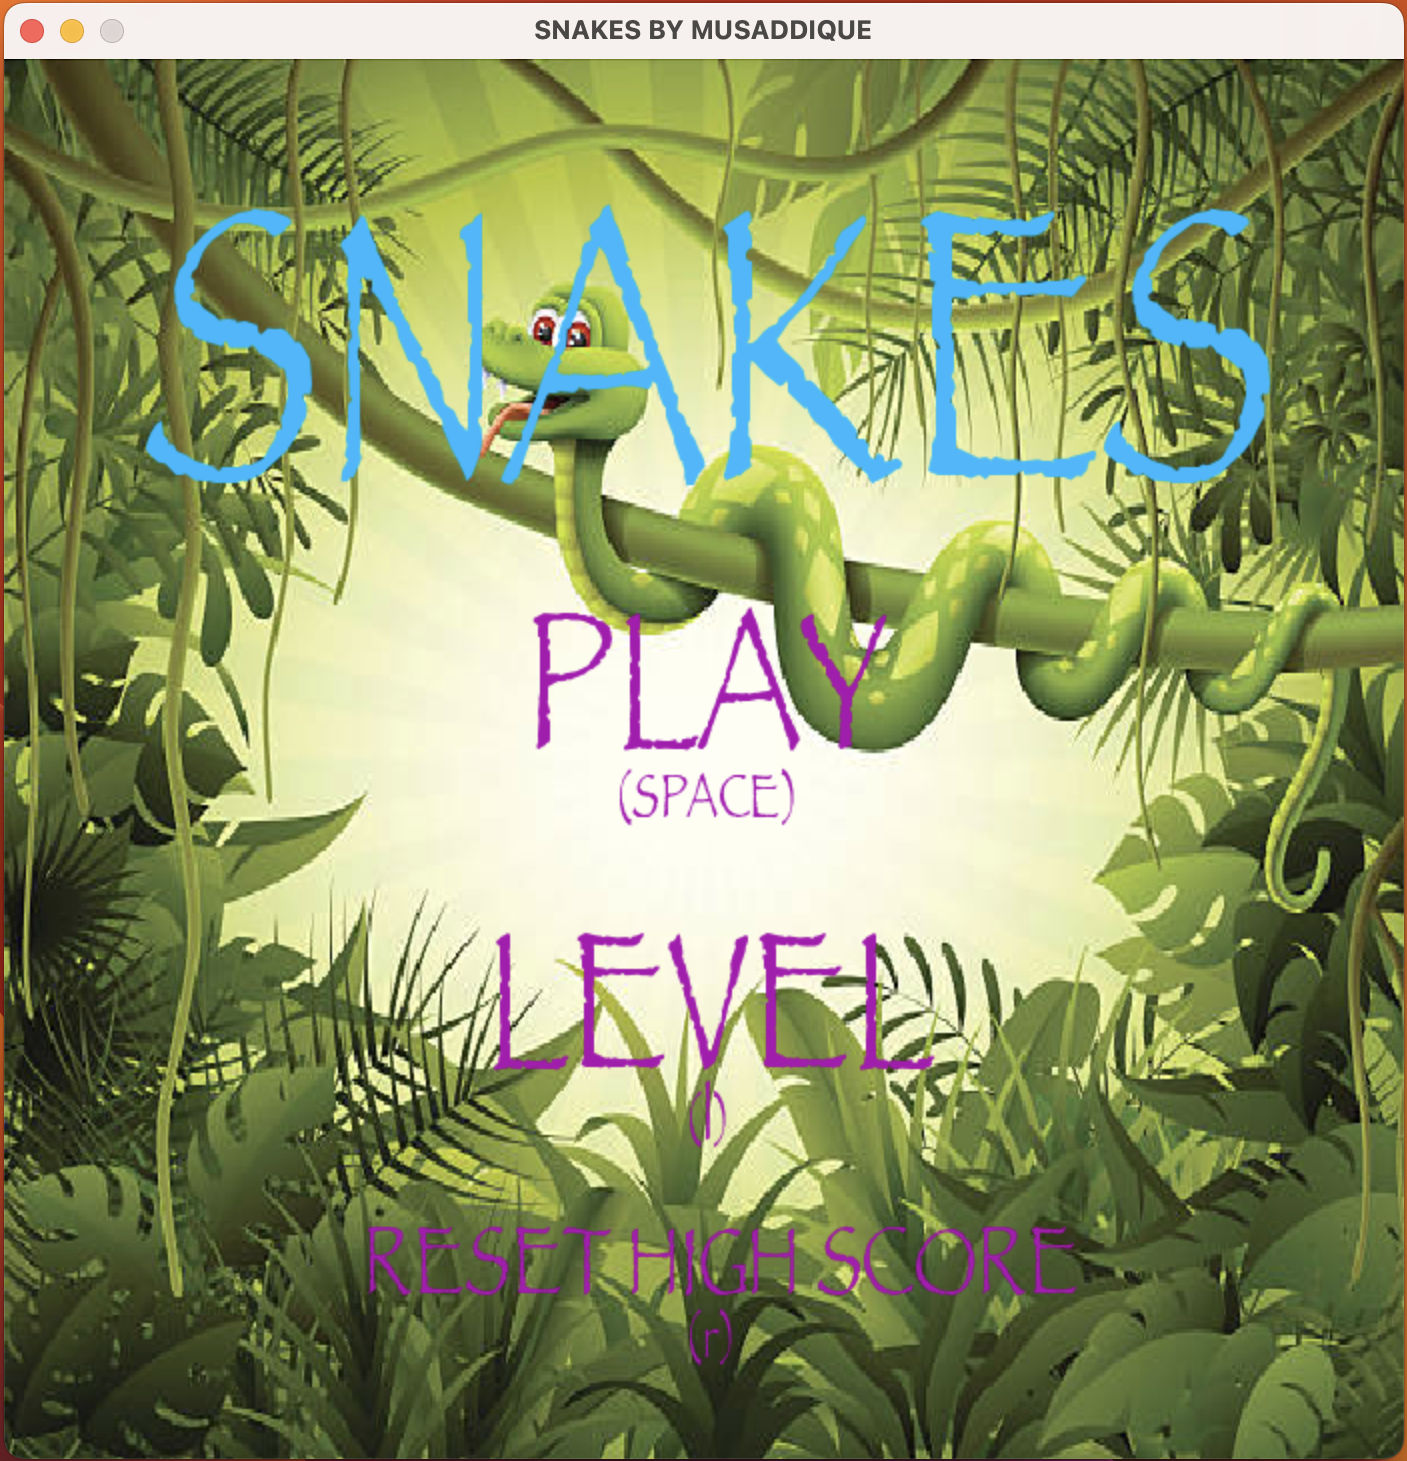 SNAKES BY MUSADDIQUE
SNAKES
PLAY
(SPACE)
LEVEL
(l)
RESET HIGH SCORE
(r)